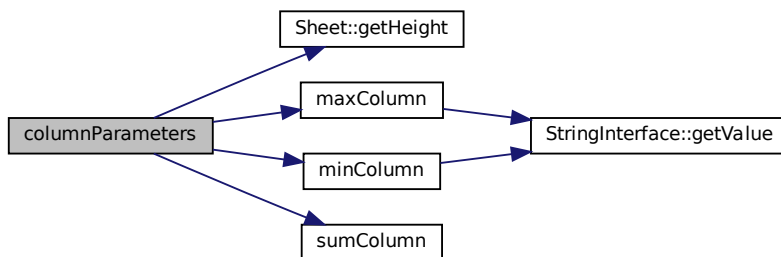 Sheet::getHeight
maxColumn
columnParameters
StringInterface::getValue
minColumn
sumColumn